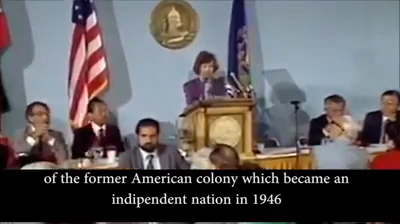 of the former American colony which became an
indipendent nation in 1946